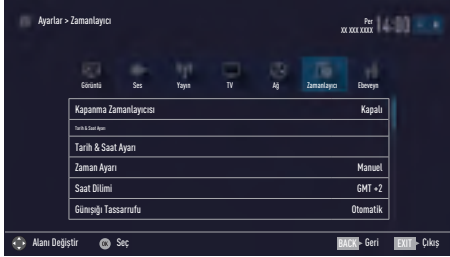 Ayarlar > Zamanlayıcı
Per
XX XXX XXXX
14:00
Görüntü Ses Yayın TV Ağ Zamanlayıcı Ebeveyn
Kapanma Zamanlayıcısı Kapalı
Tarih & Saat Ayarı
Tarih & Saat Ayarı
Zaman Ayarı Manuel
Saat Dilimi GMT +2
Günışığı Tassarrufu Otomatik
Alanı Değiştir OK Seç BACK Geri EXIT Çıkış